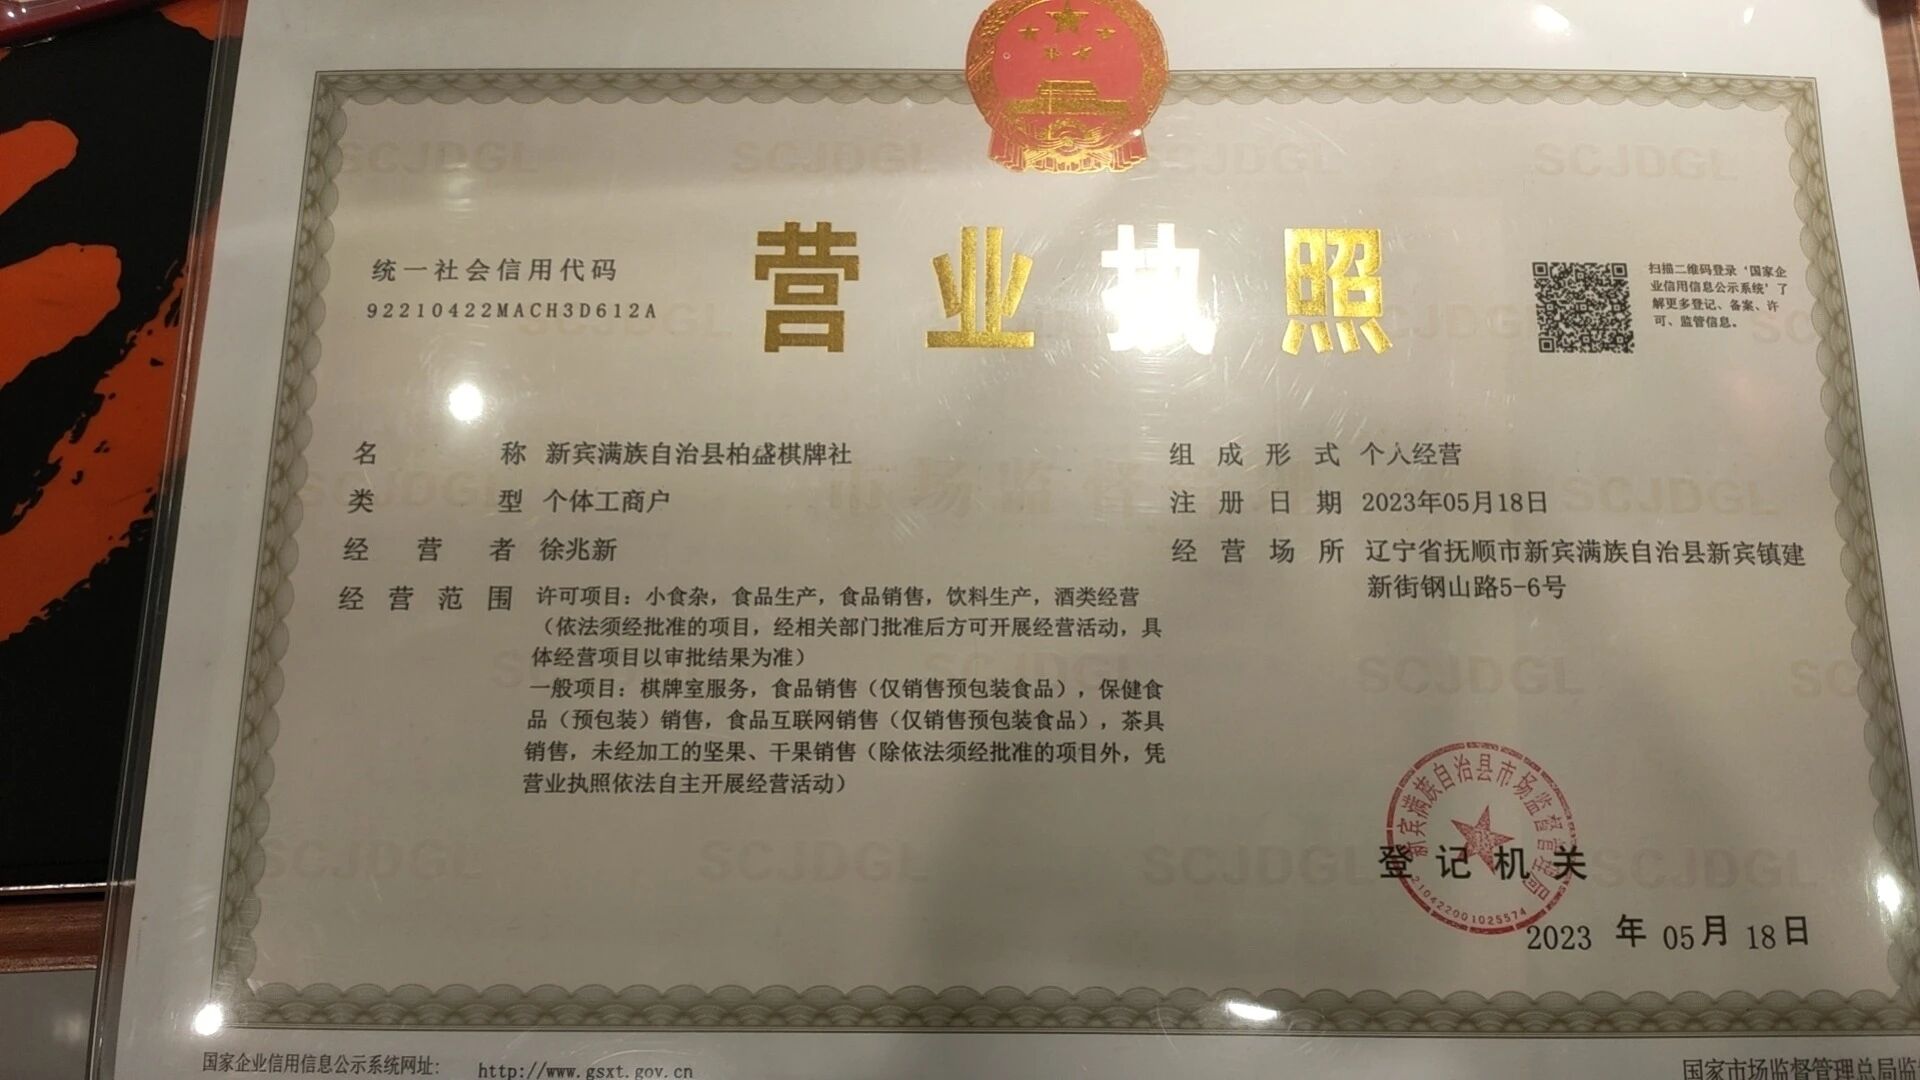 营业执照
统一社会信用代码
92210422MACH3D612A
扫描二维码登录‘国家企
业信用信息公示系统’了
解更多登记、备案、许
可、监管信息。
名称 新宾满族自治县柏盛棋牌社
类型 个体工商户
经营者 徐兆新
经营范围 许可项目：小食杂，食品生产，食品销售，饮料生产，酒类经营
（依法须经批准的项目，经相关部门批准后方可开展经营活动，具
体经营项目以审批结果为准）
一般项目：棋牌室服务，食品销售（仅销售预包装食品），保健食
品（预包装）销售，食品互联网销售（仅销售预包装食品），茶具
销售，未经加工的坚果、干果销售（除依法须经批准的项目外，凭
营业执照依法自主开展经营活动）
组成形式 个人经营
注册日期 2023年05月18日
经营场所 辽宁省抚顺市新宾满族自治县新宾镇建
新街钢山路5-6号
新宾满族自治县市场监督管理局
210422001025574
登记机关
2023 年 05月 18日
国家企业信用信息公示系统网址：
http://www.gsxt.gov.cn
国家市场监督管理总局监
SCJDGL